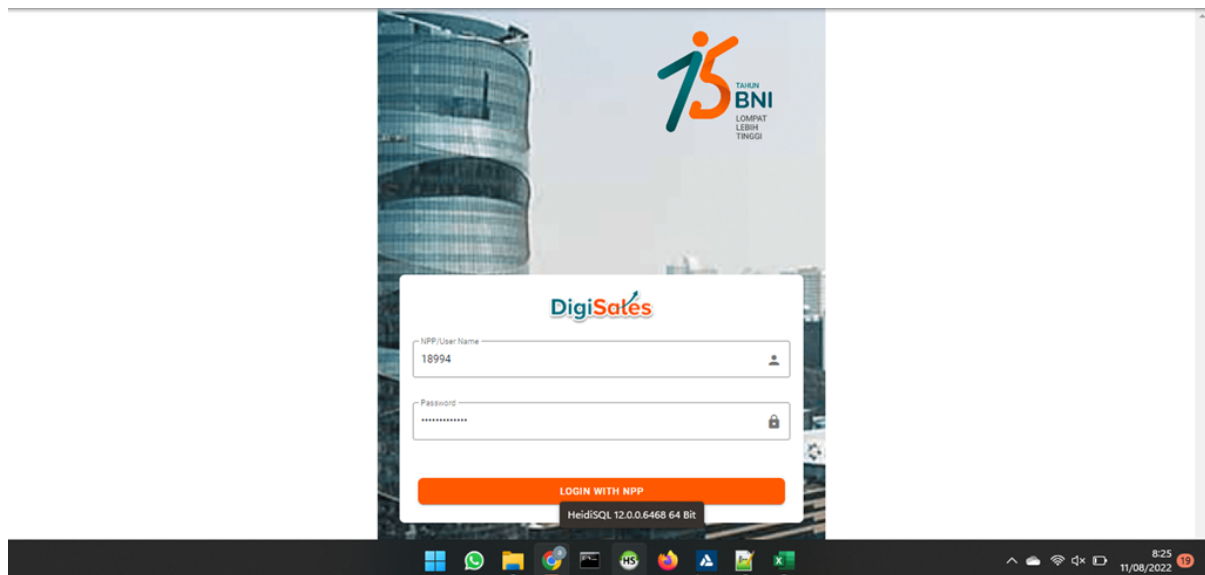 75
TAHUN
BNI
LOMPAT
LEBIH
TINGGI
DigiSales
NPP/User Name
18994
Password
•••••••••••••
LOGIN WITH NPP
HeidiSQL 12.0.0.6468 64 Bit
HS
8:25
11/08/2022
19